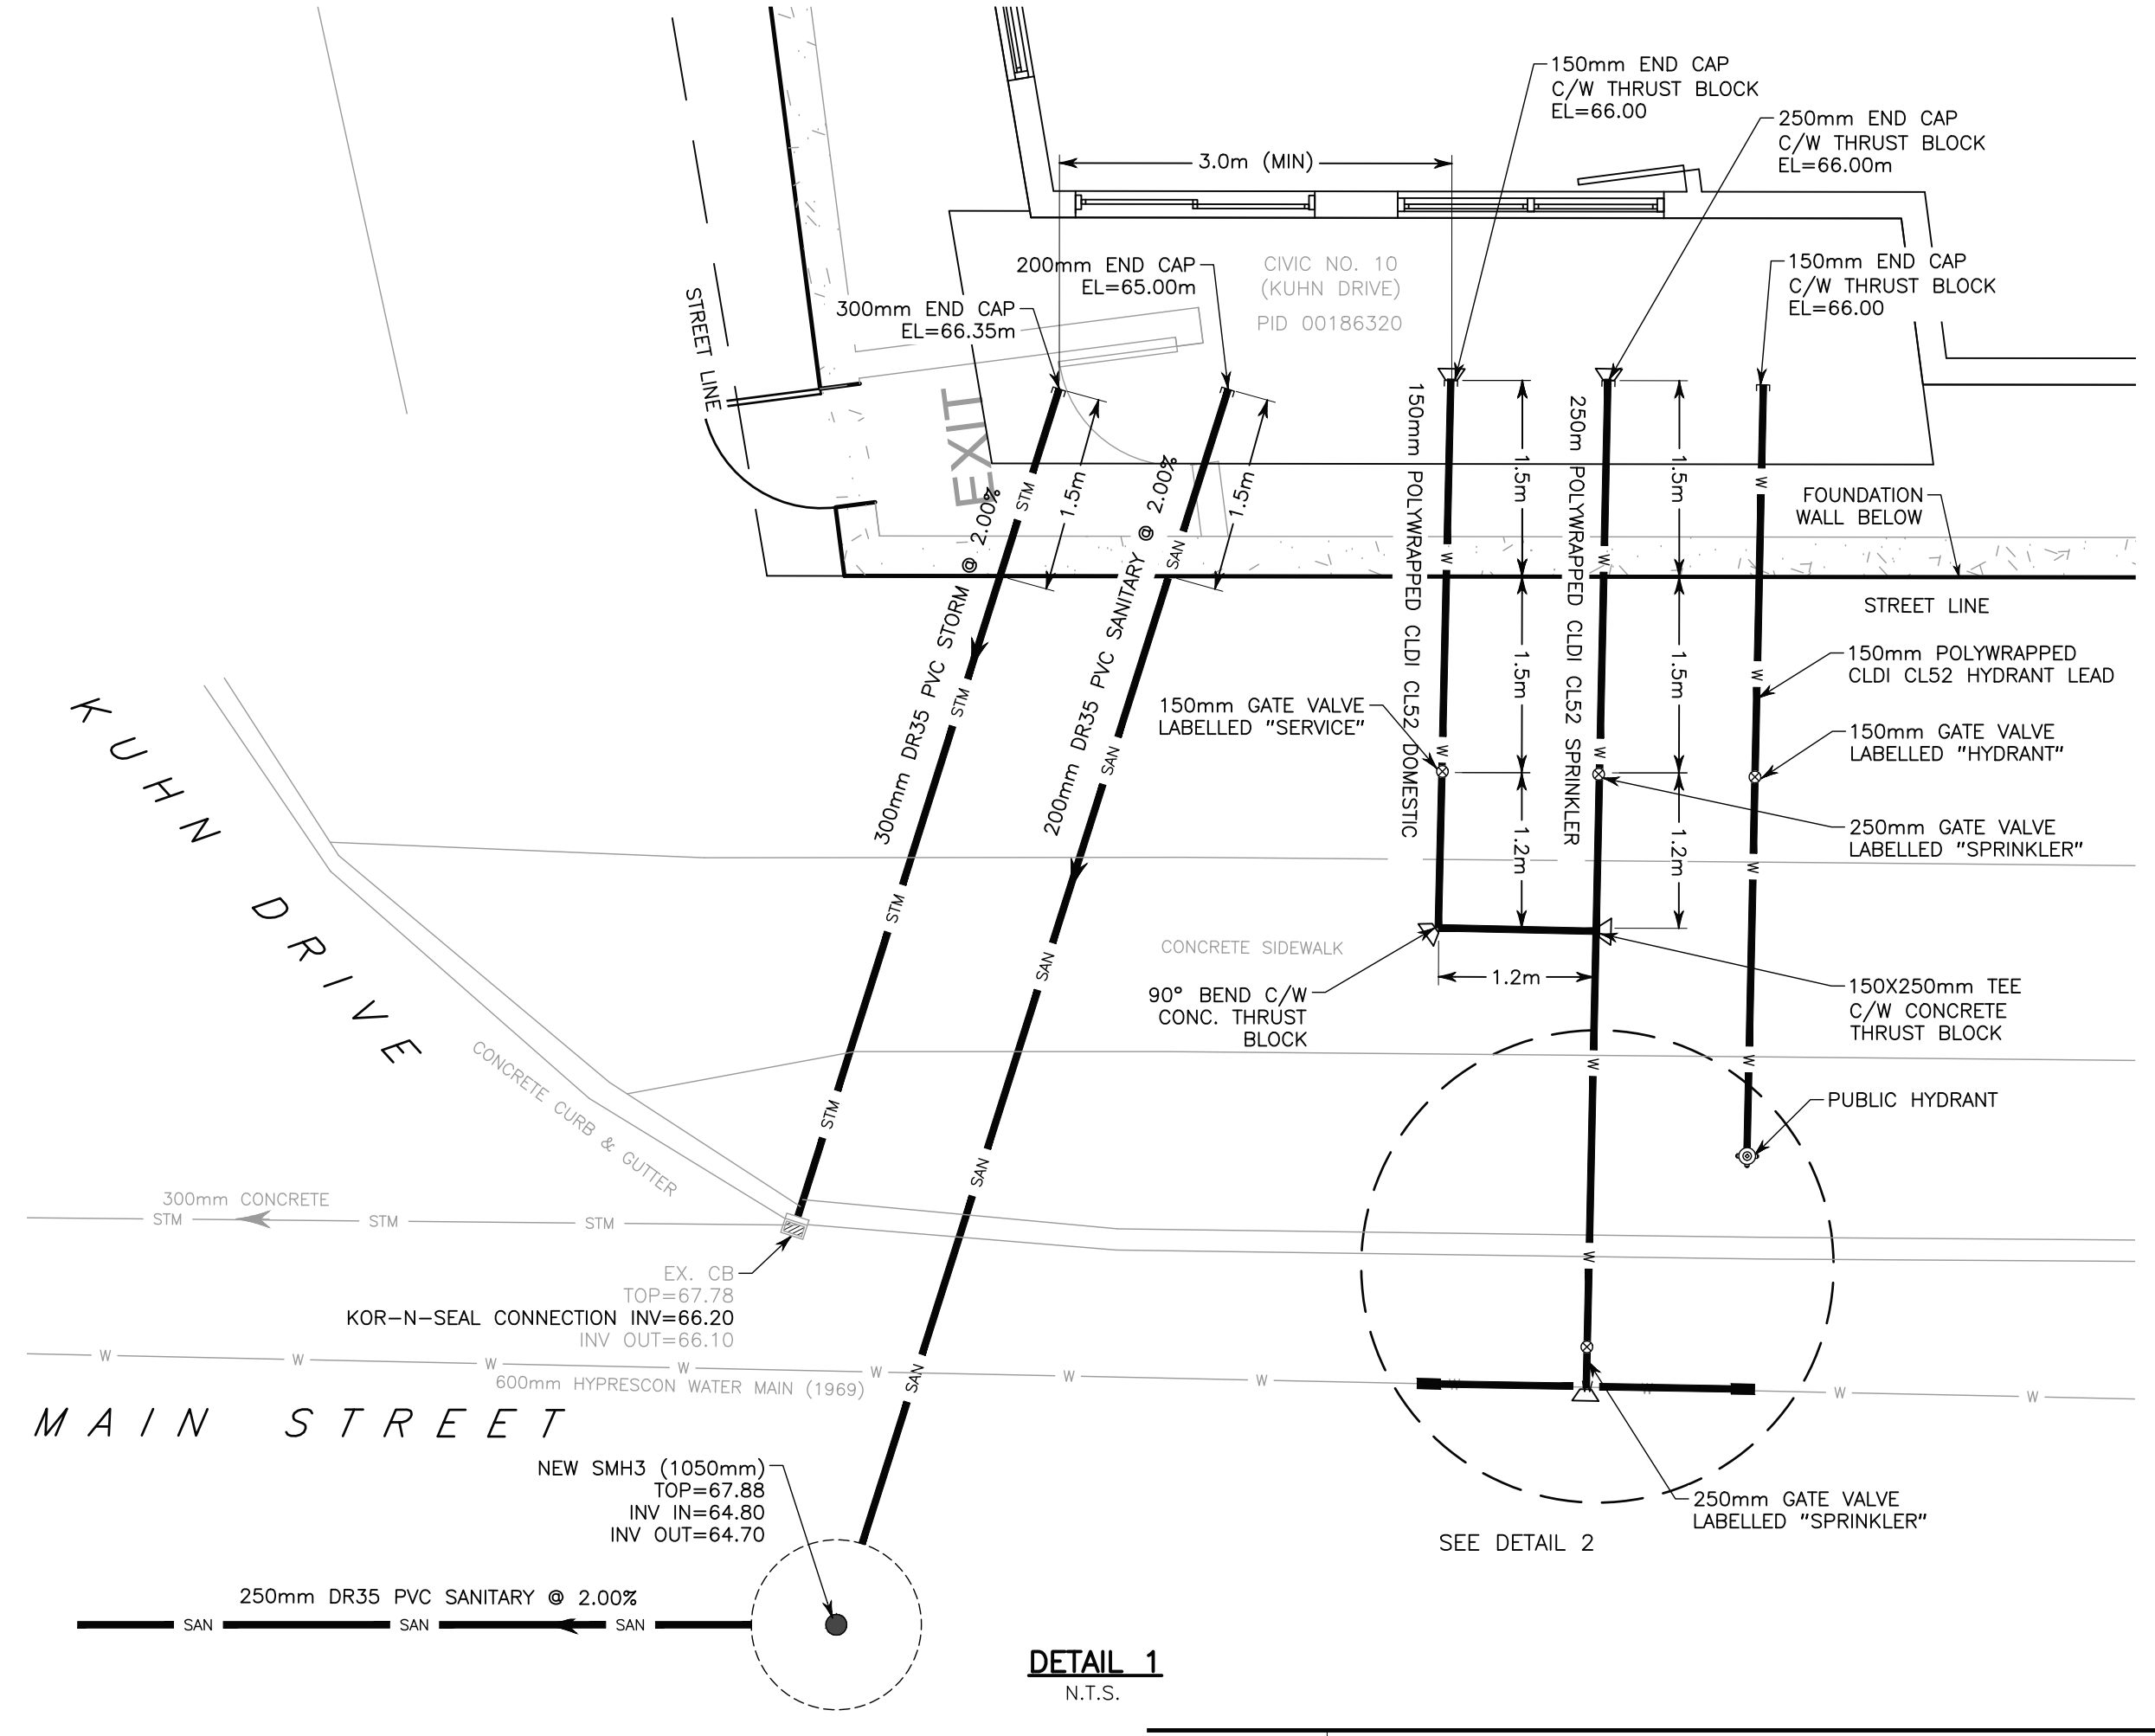 150mm END CAP
C/W THRUST BLOCK
EL=66.00
250mm END CAP
C/W THRUST BLOCK
EL=66.00m
3.0m (MIN)
200mm END CAP
EL=65.00m
CIVIC NO. 10
(KUHN DRIVE)
PID 00186320
150mm END CAP
C/W THRUST BLOCK
EL=66.00
300mm END CAP
EL=66.35m
STREET LINE
EXIT
STM
1.5m
SAN
1.5m
300mm DR35 PVC STORM @ 2.00%
200mm DR35 PVC SANITARY @ 2.00%
150mm POLYWRAPPED CLDI CL52 DOMESTIC
250m POLYWRAPPED CLDI CL52 SPRINKLER
1.5m
1.5m
W
W
W
FOUNDATION
WALL BELOW
STREET LINE
1.5m
1.5m
W
150mm POLYWRAPPED
CLDI CL52 HYDRANT LEAD
STM
SAN
150mm GATE VALVE
LABELLED "SERVICE"
W
W
150mm GATE VALVE
LABELLED "HYDRANT"
250mm GATE VALVE
LABELLED "SPRINKLER"
1.2m
1.2m
W
KUHN DRIVE
STM
SAN
CONCRETE SIDEWALK
1.2m
90° BEND C/W
CONC. THRUST
BLOCK
150X250mm TEE
C/W CONCRETE
THRUST BLOCK
W
W
CONCRETE CURB & GUTTER
STM
SAN
PUBLIC HYDRANT
300mm CONCRETE
STM
STM
STM
W
EX. CB
TOP=67.78
KOR-N-SEAL CONNECTION INV=66.20
INV OUT=66.10
W
W
W
W
W
W
W
W
W
W
W
W
SAN
600mm HYPRESCON WATER MAIN (1969)
MAIN STREET
NEW SMH3 (1050mm)
TOP=67.88
INV IN=64.80
INV OUT=64.70
250mm GATE VALVE
LABELLED "SPRINKLER"
SEE DETAIL 2
250mm DR35 PVC SANITARY @ 2.00%
SAN
SAN
SAN
DETAIL 1
N.T.S.